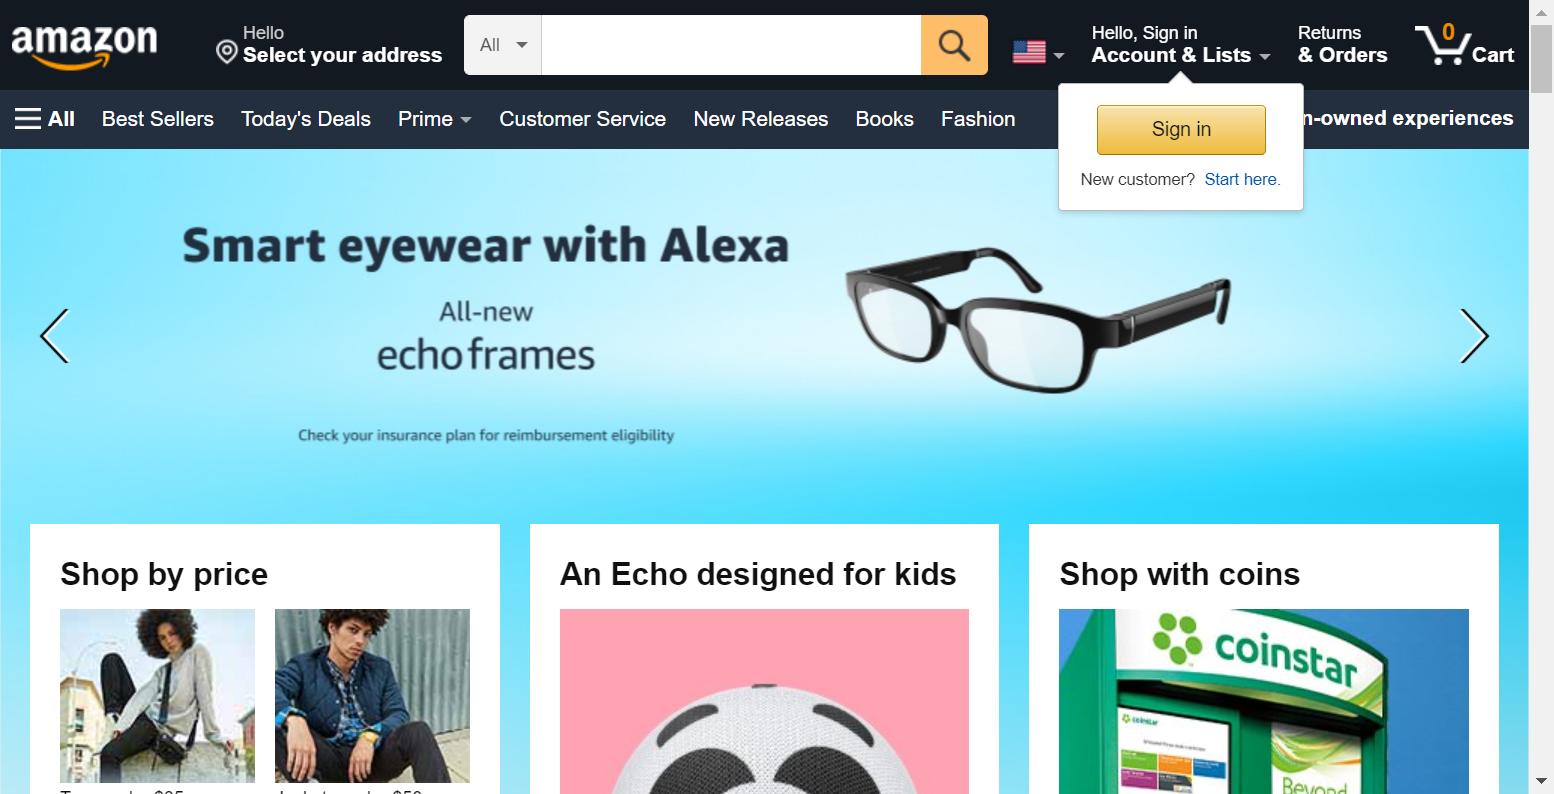 amazon
Hello
Select your address
All
Hello, Sign in
Account & Lists
Returns
& Orders
0
Cart
All
Best Sellers
Today's Deals
Prime
Customer Service
New Releases
Books
Fashion
n-owned experiences
Sign in
New customer? Start here.
Smart eyewear with Alexa
All-new
echo frames
Check your insurance plan for reimbursement eligibility
Shop by price
An Echo designed for kids
Shop with coins
coinstar
coinstar
Beyond